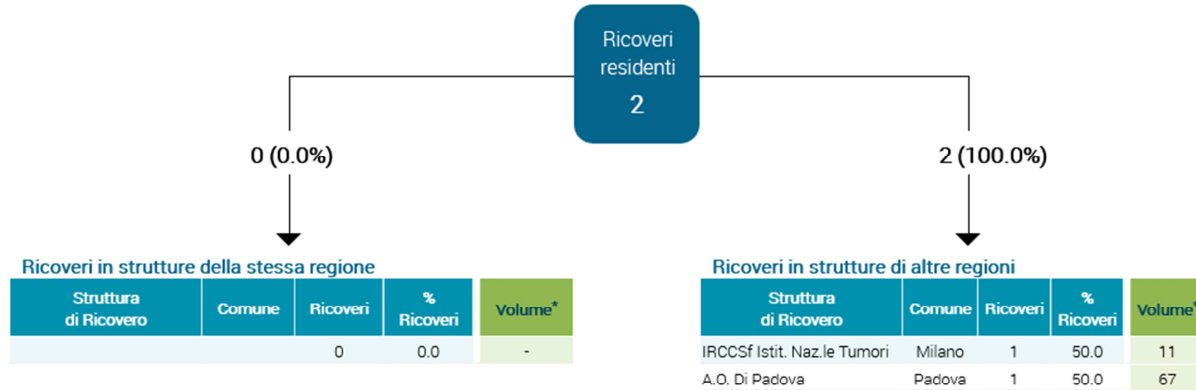 Ricoveri
residenti
2
0 (0.0%)
2 (100.0%)
Ricoveri in strutture della stessa regione
Struttura di Ricovero Comune Ricoveri % Ricoveri Volume*
0 0.0 -
Ricoveri in strutture di altre regioni
Struttura di Ricovero Comune Ricoveri % Ricoveri Volume*
IRCCSf Istit. Naz.le Tumori Milano 1 50.0 11
A.O. Di Padova Padova 1 50.0 67